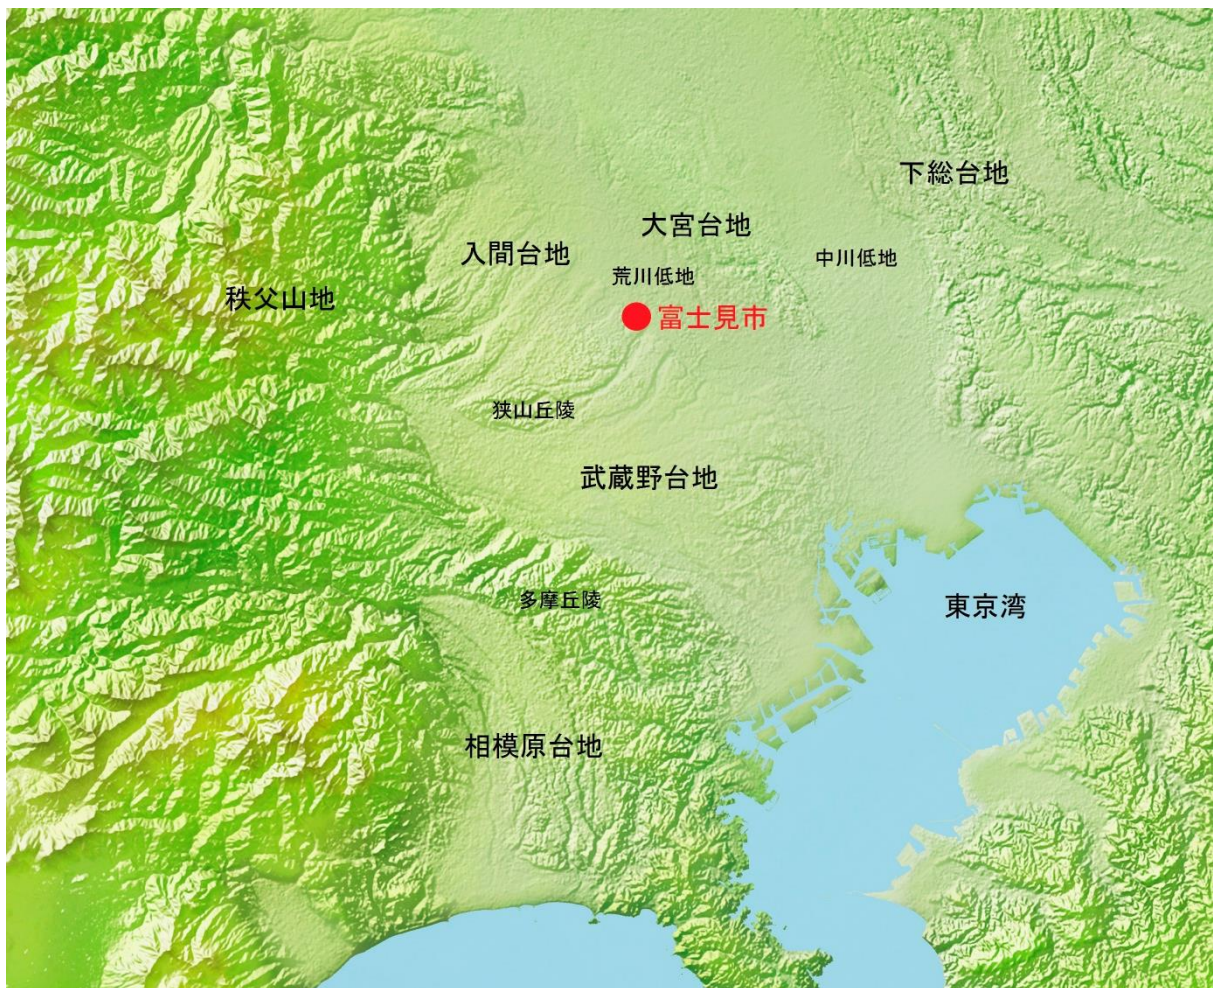 下総台地
大宮台地
入間台地
中川低地
荒川低地
秩父山地
富士見市
狭山丘陵
武蔵野台地
多摩丘陵
東京湾
相模原台地